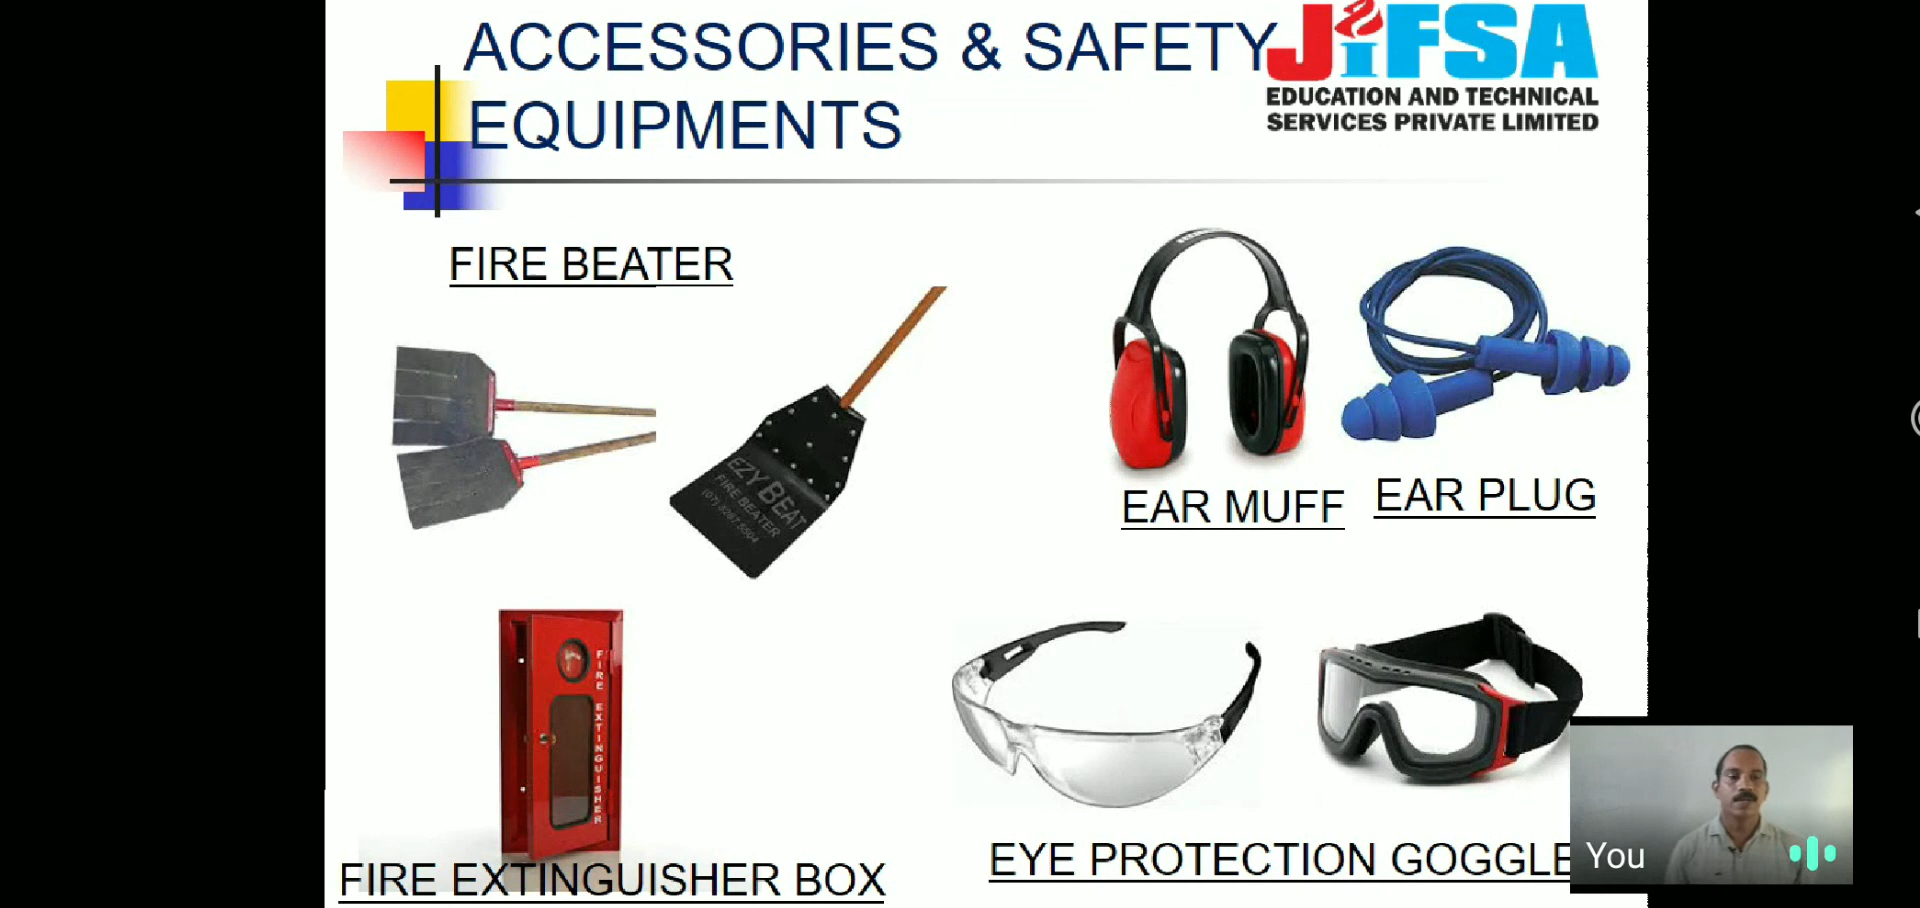 ACCESSORIES & SAFETY
EQUIPMENTS
JiFSA
EDUCATION AND TECHNICAL
SERVICES PRIVATE LIMITED
FIRE BEATER
EZY BEAT
FIRE BEATER
EAR MUFF
EAR PLUG
FIRE EXTINGUISHER
FIRE EXTINGUISHER BOX
EYE PROTECTION GOGGLE
You